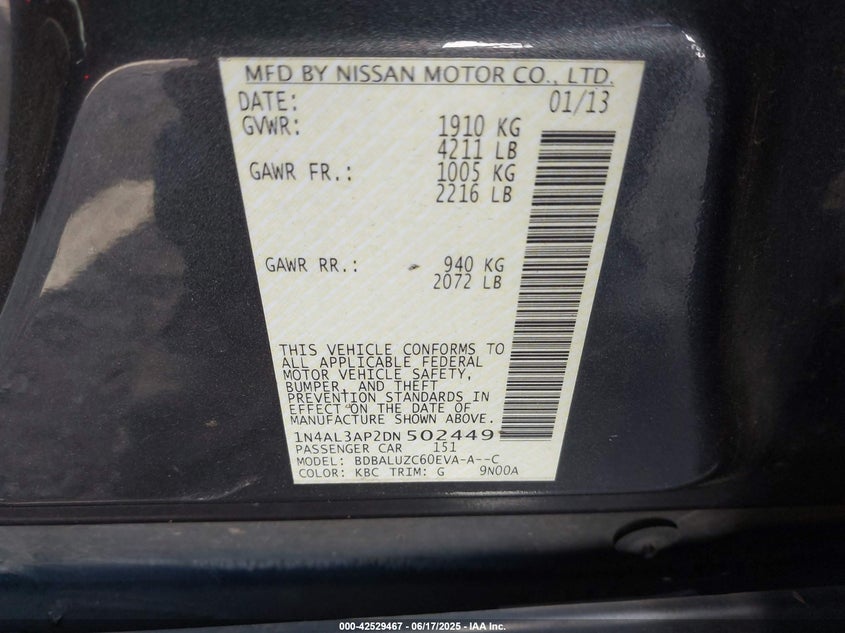 MFD BY NISSAN MOTOR CO., LTD.
DATE: 01/13
GVWR: 1910 KG
4211 LB
GAWR FR.: 1005 KG
2216 LB
GAWR RR.: 940 KG
2072 LB
THIS VEHICLE CONFORMS TO
ALL APPLICABLE FEDERAL
MOTOR VEHICLE SAFETY,
BUMPER, AND THEFT
PREVENTION STANDARDS IN
EFFECT ON THE DATE OF
MANUFACTURE SHOWN ABOVE.
1N4AL3AP2DN502449
PASSENGER CAR 151
MODEL: BDBALUZC60EVA-A--C
COLOR: KBC TRIM: G 9N00A
000-42529467 - 06/17/2025 - IAA Inc.